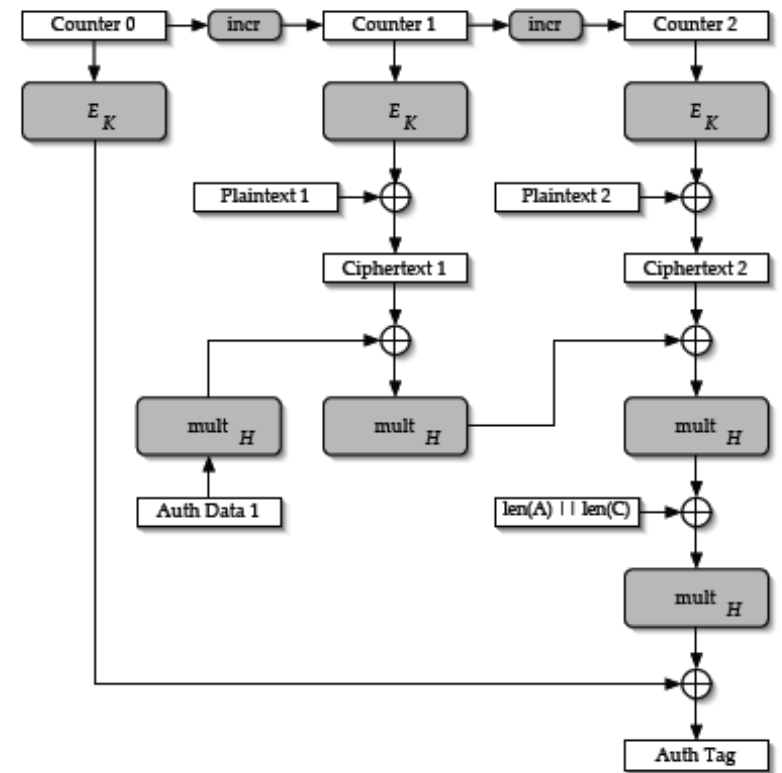 Counter 0
incr
Counter 1
incr
Counter 2
E K
E K
E K
Plaintext 1
Plaintext 2
Ciphertext 1
Ciphertext 2
mult H
mult H
mult H
Auth Data 1
len(A) || len(C)
mult H
Auth Tag